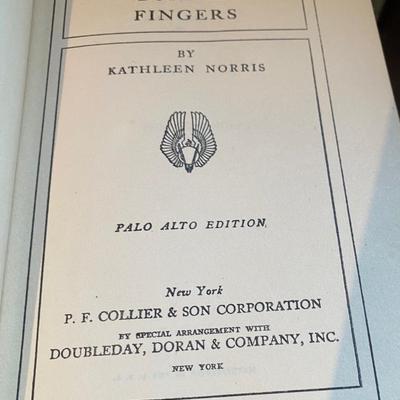 FINGERS
BY
KATHLEEN NORRIS
PALO ALTO EDITION
New York
P. F. COLLIER & SON CORPORATION
BY SPECIAL ARRANGEMENT WITH
DOUBLEDAY, DORAN & COMPANY, INC.
NEW YORK